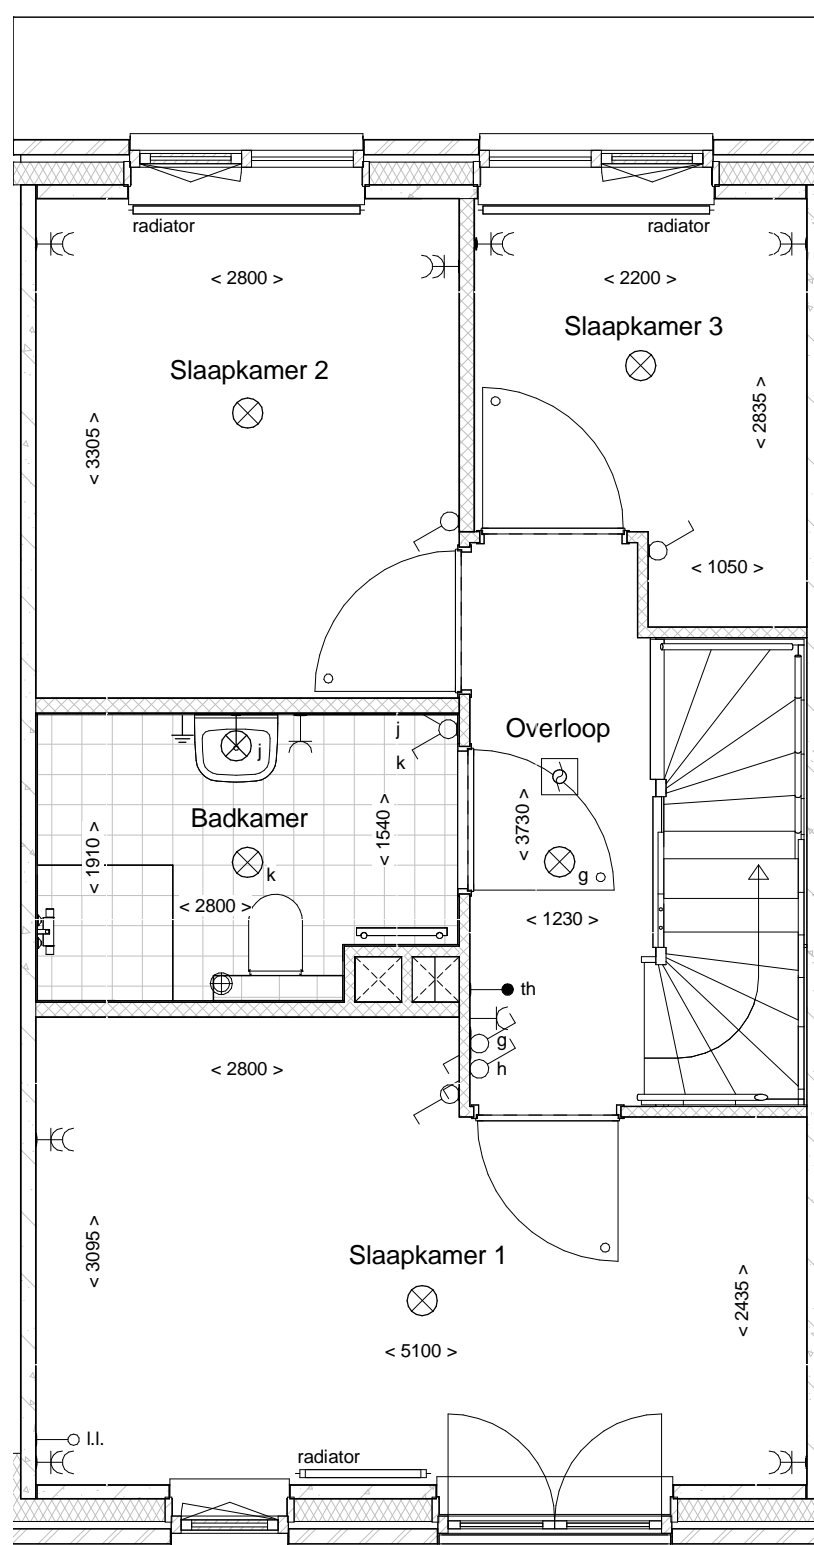 radiator
radiator
< 2800 >
< 2200 >
Slaapkamer 3
Slaapkamer 2
< 3305 >
< 2835 >
< 1050 >
Overloop
j
k
j
Badkamer
< 1910 >
< 1540 >
< 3730 >
k
g
< 2800 >
< 1230 >
th
g
h
< 2800 >
< 3095 >
Slaapkamer 1
< 2435 >
< 5100 >
l.l.
radiator